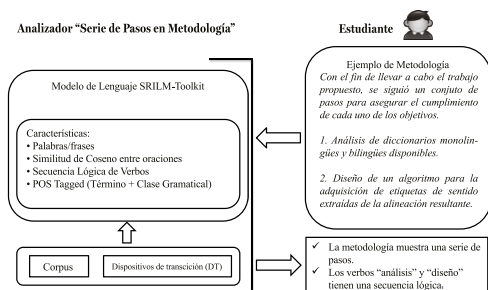 Analizador “Serie de Pasos en Metodología”
Modelo de Lenguaje SRILM-Toolkit
Características:
• Palabras/frases
• Similitud de Coseno entre oraciones
• Secuencia Lógica de Verbos
• POS Tagged (Término + Clase Gramatical)
Corpus
Dispositivos de transición (DT)
Estudiante
Ejemplo de Metodología
Con el fin de llevar a cabo el trabajo
propuesto, se siguió un conjuto de
pasos para asegurar el cumplimiento
de cada uno de los objetivos.
1. Análisis de diccionarios monolin-
gües y bilingües disponibles.
2. Diseño de un algoritmo para la
adquisición de etiquetas de sentido
extraídas de la alineación resultante.
✓ La metodología muestra una serie de
pasos.
✓ Los verbos “análisis” y “diseño”
tienen una secuencia lógica.